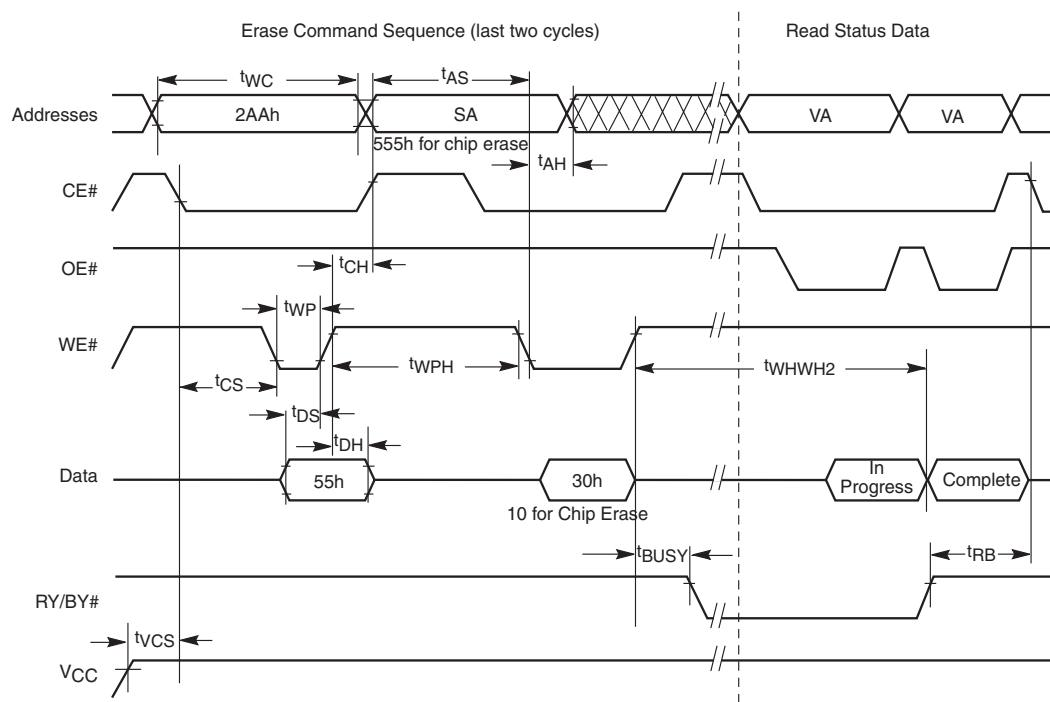 Erase Command Sequence (last two cycles)
Read Status Data
tWC
tAS
Addresses
2AAh
SA
VA
VA
555h for chip erase
tAH
CE#
OE#
tCH
tWP
WE#
tWPH
tWHWH2
tCS
tDS
tDH
Data
55h
30h
In
Progress
Complete
10 for Chip Erase
tBUSY
tRB
RY/BY#
tVCS
VCC